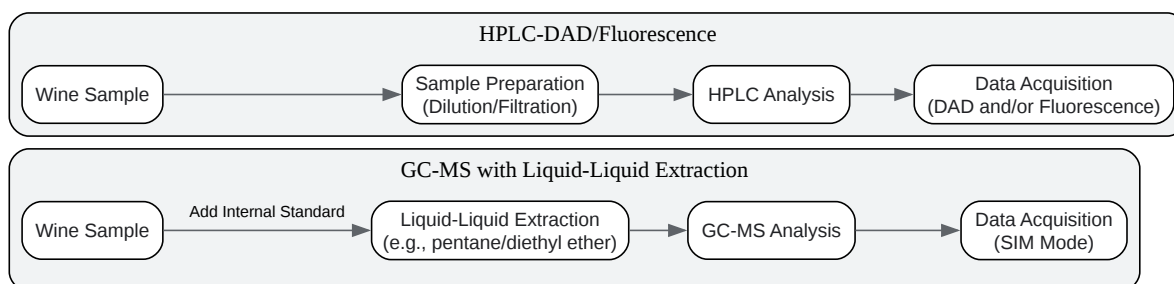 HPLC-DAD/Fluorescence
Wine Sample
Sample Preparation
(Dilution/Filtration)
HPLC Analysis
Data Acquisition
(DAD and/or Fluorescence)
GC-MS with Liquid-Liquid Extraction
Wine Sample
Add Internal Standard
Liquid-Liquid Extraction
(e.g., pentane/diethyl ether)
GC-MS Analysis
Data Acquisition
(SIM Mode)